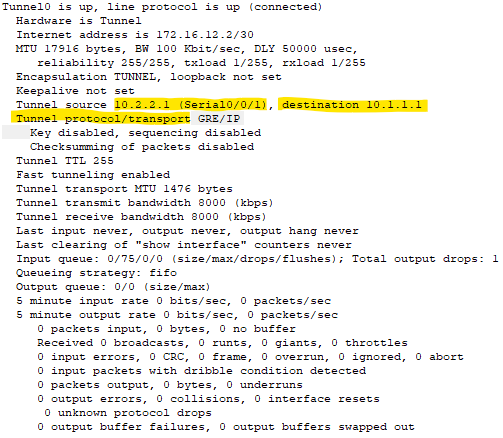 Tunnel0 is up, line protocol is up (connected)
Hardware is Tunnel
Internet address is 172.16.12.2/30
MTU 17916 bytes, BW 100 Kbit/sec, DLY 50000 usec,
reliability 255/255, txload 1/255, rxload 1/255
Encapsulation TUNNEL, loopback not set
Keepalive not set
Tunnel source 10.2.2.1 (Serial0/0/1), destination 10.1.1.1
Tunnel protocol/transport GRE/IP
Key disabled, sequencing disabled
Checksumming of packets disabled
Tunnel TTL 255
Fast tunneling enabled
Tunnel transport MTU 1476 bytes
Tunnel transmit bandwidth 8000 (kbps)
Tunnel receive bandwidth 8000 (kbps)
Last input never, output never, output hang never
Last clearing of "show interface" counters never
Input queue: 0/75/0/0 (size/max/drops/flushes); Total output drops: 1
Queueing strategy: fifo
Output queue: 0/0 (size/max)
5 minute input rate 0 bits/sec, 0 packets/sec
5 minute output rate 0 bits/sec, 0 packets/sec
0 packets input, 0 bytes, 0 no buffer
Received 0 broadcasts, 0 runts, 0 giants, 0 throttles
0 input errors, 0 CRC, 0 frame, 0 overrun, 0 ignored, 0 abort
0 input packets with dribble condition detected
0 packets output, 0 bytes, 0 underruns
0 output errors, 0 collisions, 0 interface resets
0 unknown protocol drops
0 output buffer failures, 0 output buffers swapped out